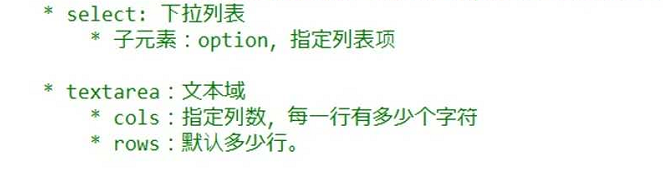 * select: 下拉列表
* 子元素：option, 指定列表项
* textarea：文本域
* cols：指定列数, 每一行有多少个字符
* rows：默认多少行。